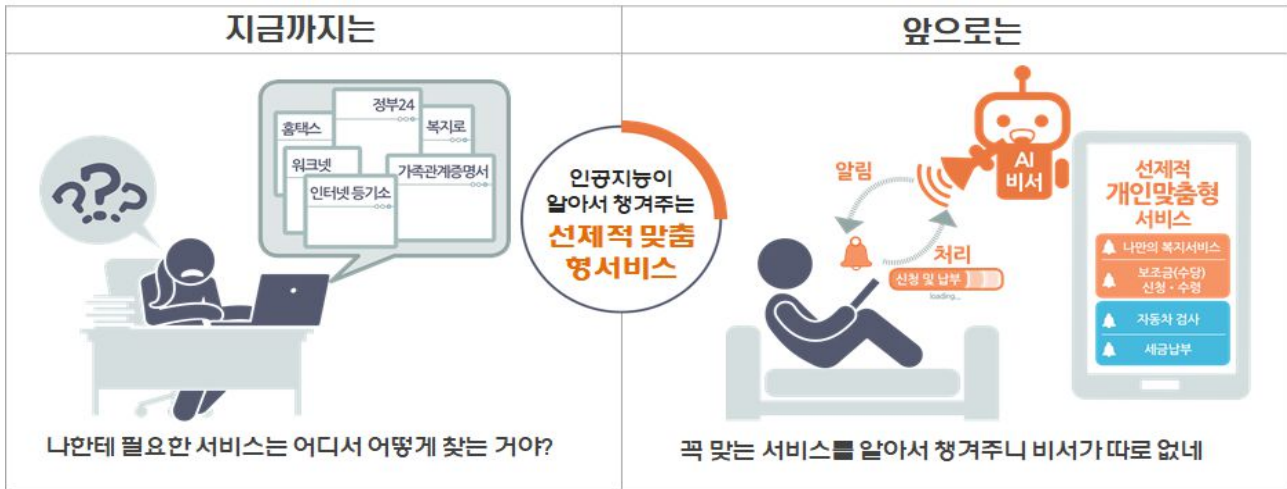 지금까지는
앞으로는
정부24
홈택스
복지로
워크넷
가족관계증명서
인터넷 등기소
???
나한테 필요한 서비스는 어디서 어떻게 찾는 거야?
인공지능이
알아서 챙겨주는
선제적 맞춤
형서비스
AI
비서
알림
처리
신청 및 납부
loading...
선제적
개인맞춤형
서비스
나만의 복지서비스
보조금(수당)
신청·수령
자동차 검사
세금납부
꼭 맞는 서비스를 알아서 챙겨주니 비서가 따로 없네